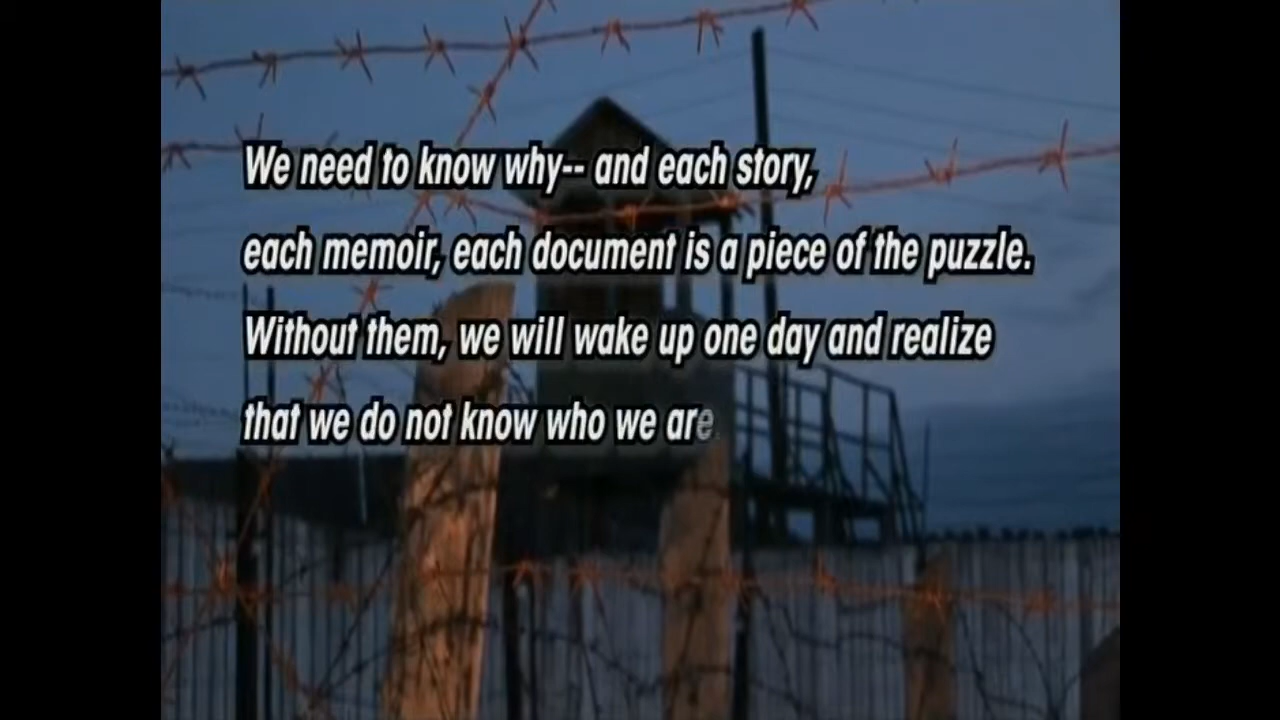 We need to know why-- and each story,
each memoir, each document is a piece of the puzzle.
Without them, we will wake up one day and realize
that we do not know who we are.